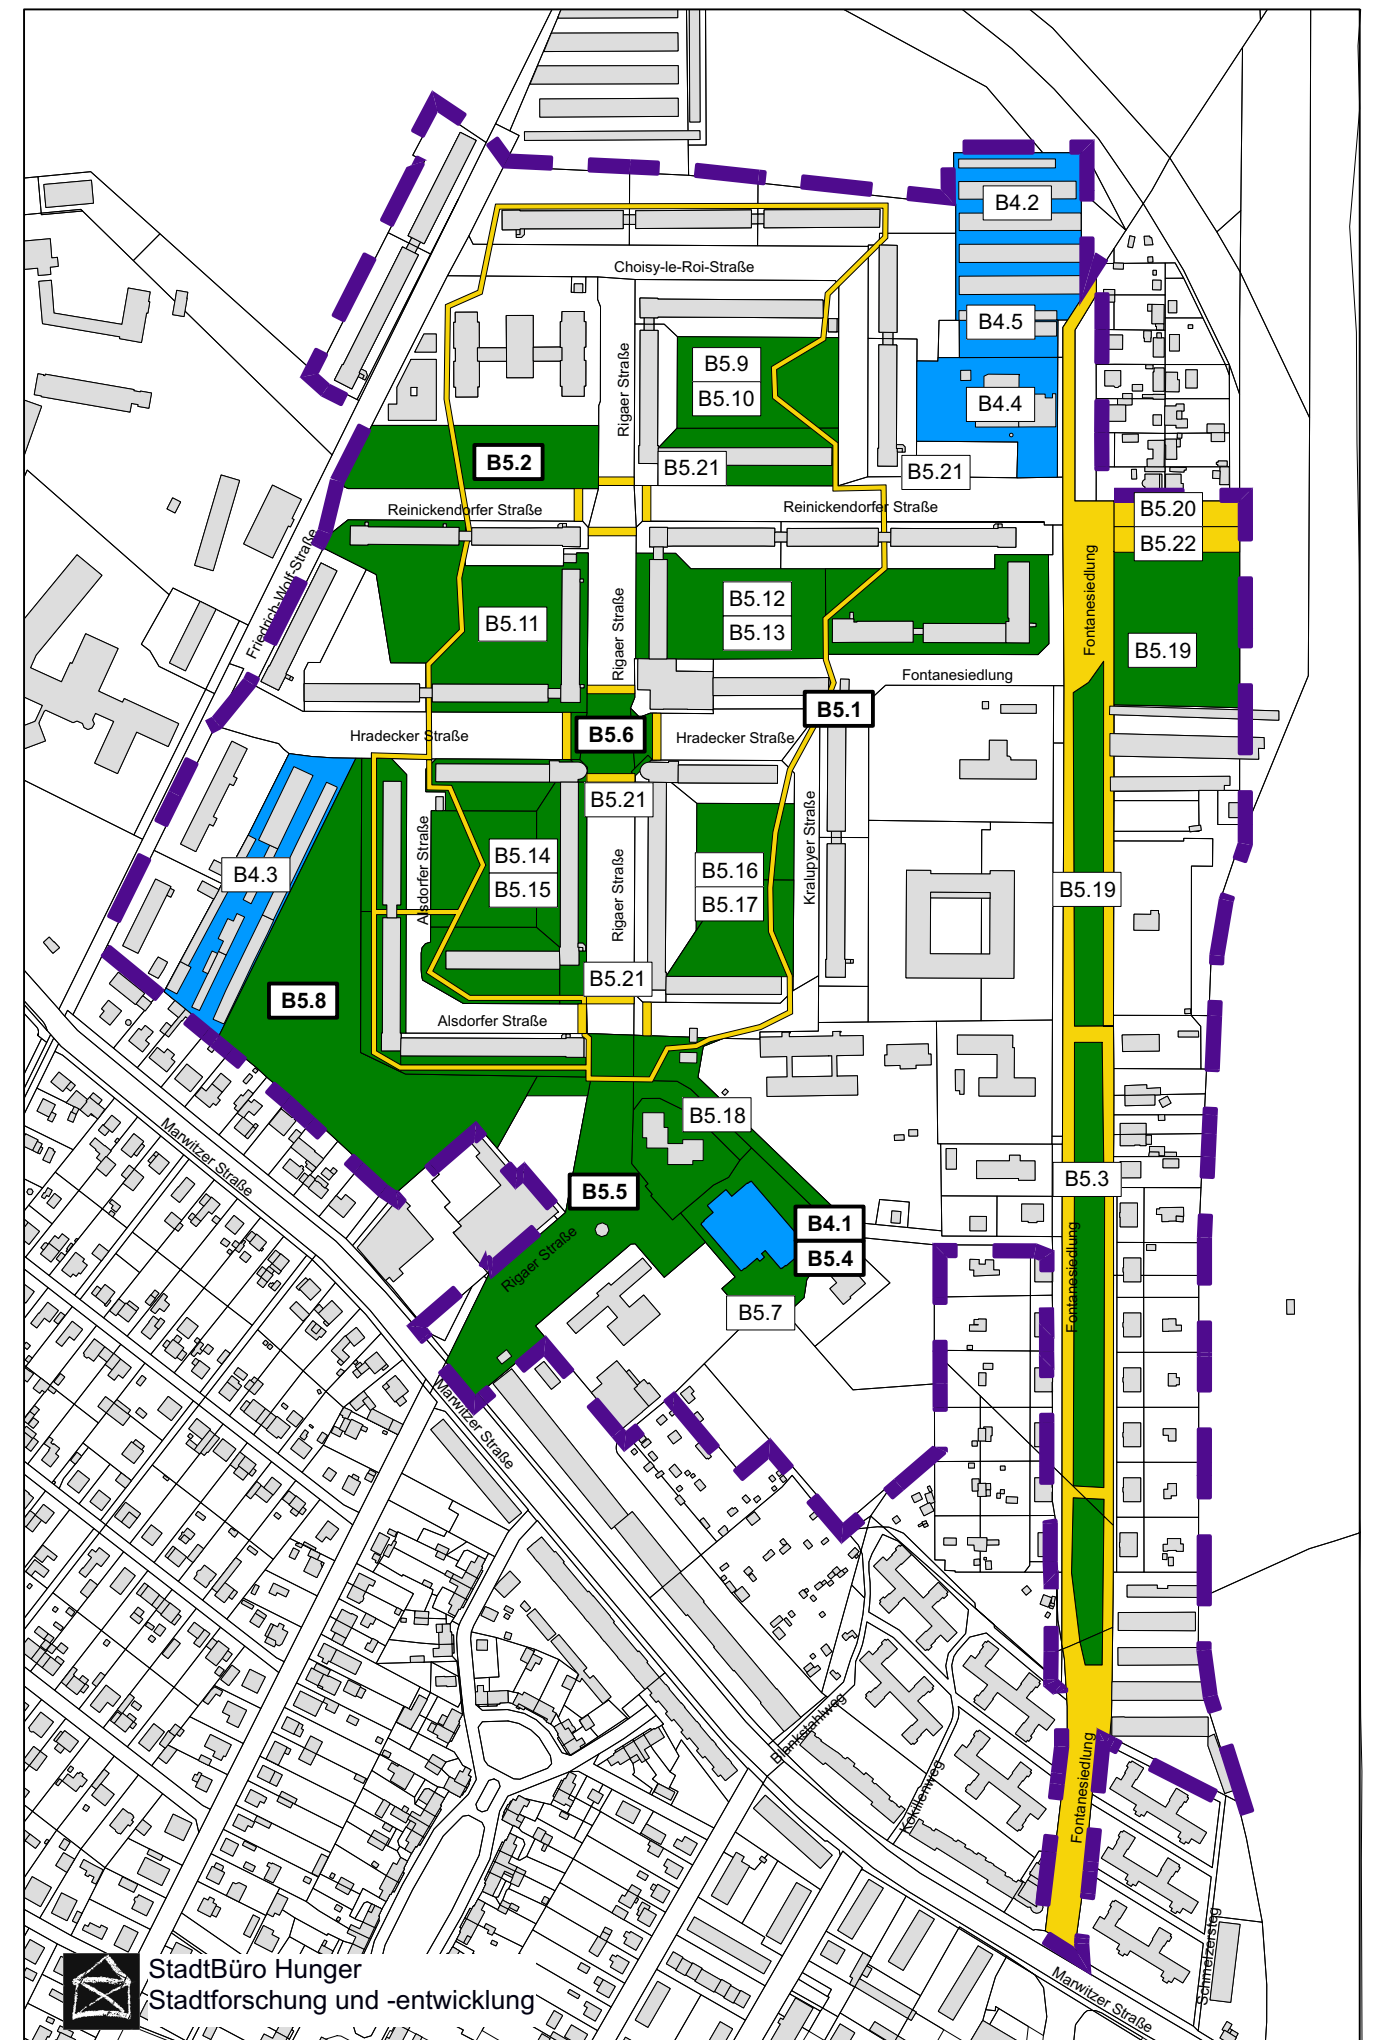 B4.2
Choisy-le-Roi-Straße
B4.5
B5.9
B5.10
Rigaer Straße
B4.4
B5.2
B5.21
B5.21
Reinickendorfer Straße
Reinickendorfer Straße
B5.20
B5.22
Friedrich-Wolf-Straße
Fontanesiedlung
B5.11
Rigaer Straße
B5.12
B5.13
B5.19
Fontanesiedlung
B5.1
Hradecker Straße
B5.6
Hradecker Straße
B5.21
Alsdorfer Straße
B5.14
B5.15
Rigaer Straße
B5.16
B5.17
Kralupyer Straße
B4.3
B5.19
B5.8
B5.21
Alsdorfer Straße
B5.18
Marwitzer Straße
B5.5
B5.3
B4.1
B5.4
Rigaer Straße
Fontanesiedlung
B5.7
Marwitzer Straße
Blankstahlweg
Kokillenweg
Fontanesiedlung
Schmelzersteg
Marwitzer Straße
StadtBüro Hunger
Stadtforschung und -entwicklung